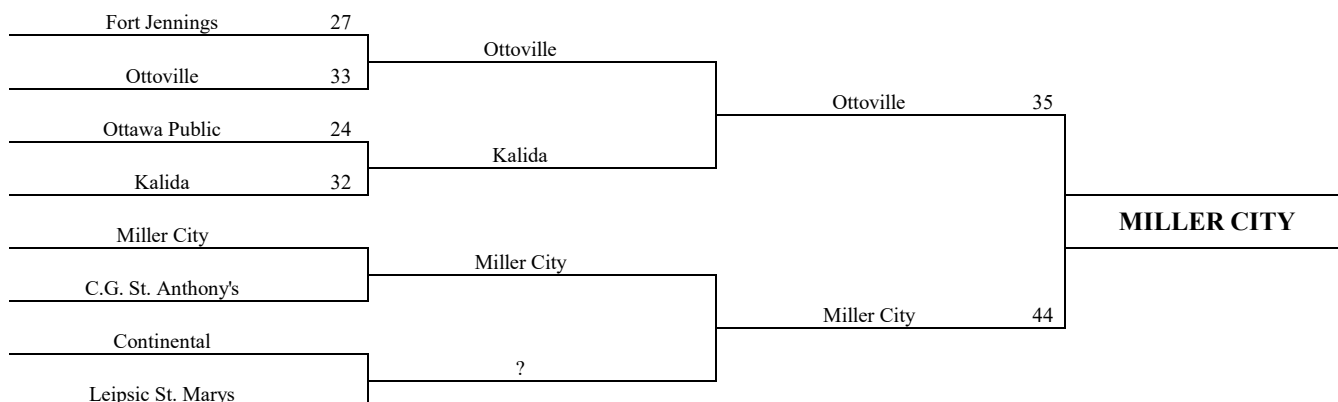 Fort Jennings 27
Ottoville
Ottoville 33
Ottoville 35
Ottawa Public 24
Kalida
Kalida 32
MILLER CITY
Miller City
Miller City
C.G. St. Anthony's
Miller City 44
Continental
?
Leipsic St. Marys